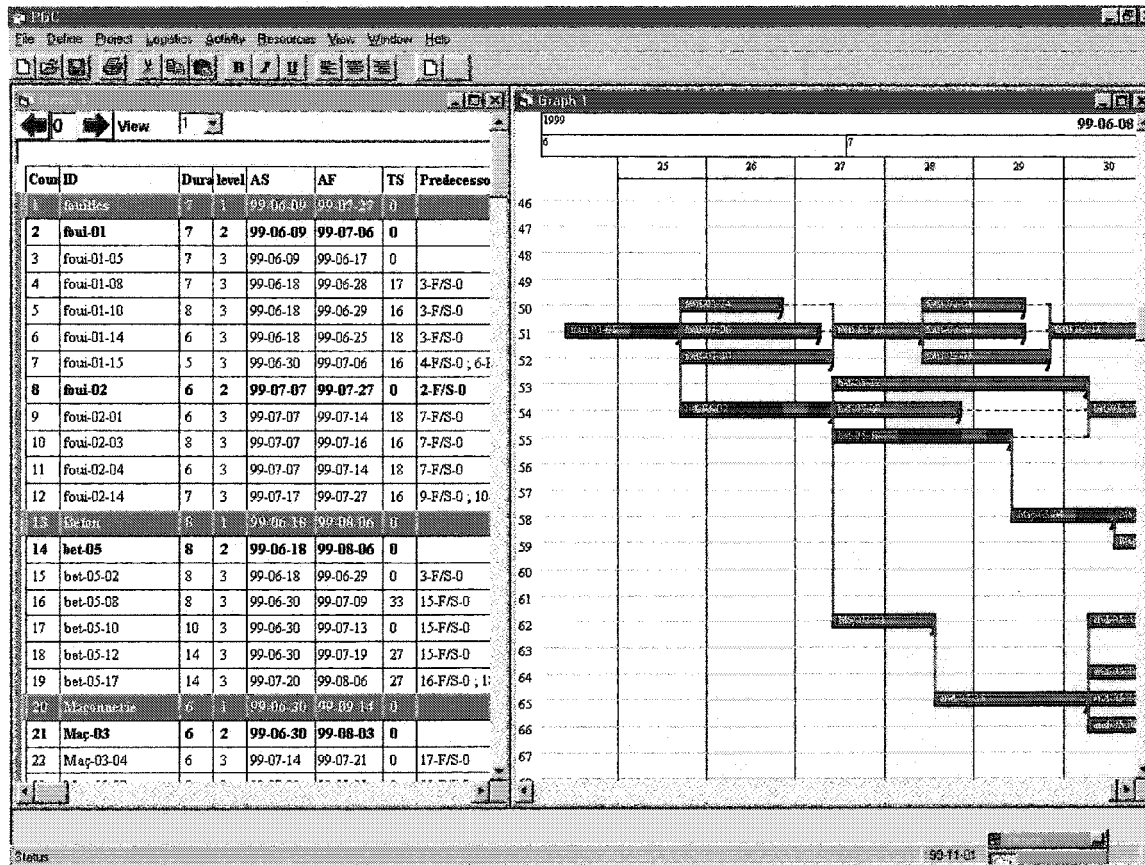 PGC
File Define Project Logistics Activity Resources View Window Help
B I U
0 View 1
Coun ID Dura level AS AF TS Predecesso
1 fouilles 7 1 99-06-09 99-07-27 0
2 foui-01 7 2 99-06-09 99-07-06 0
3 foui-01-05 7 3 99-06-09 99-06-17 0
4 foui-01-08 7 3 99-06-18 99-06-28 17 3-F/S-0
5 foui-01-10 8 3 99-06-18 99-06-29 16 3-F/S-0
6 foui-01-14 6 3 99-06-18 99-06-25 18 3-F/S-0
7 foui-01-15 5 3 99-06-30 99-07-06 16 4-F/S-0 ; 6-F
8 foui-02 6 2 99-07-07 99-07-27 0 2-F/S-0
9 foui-02-01 6 3 99-07-07 99-07-14 18 7-F/S-0
10 foui-02-03 8 3 99-07-07 99-07-16 16 7-F/S-0
11 foui-02-04 6 3 99-07-07 99-07-14 18 7-F/S-0
12 foui-02-14 7 3 99-07-17 99-07-27 16 9-F/S-0 ; 10-
13 Beton 8 1 99-06-18 99-08-06 0
14 bet-05 8 2 99-06-18 99-08-06 0
15 bet-05-02 8 3 99-06-18 99-06-29 0 3-F/S-0
16 bet-05-08 8 3 99-06-30 99-07-09 33 15-F/S-0
17 bet-05-10 10 3 99-06-30 99-07-13 0 15-F/S-0
18 bet-05-12 14 3 99-06-30 99-07-19 27 15-F/S-0
19 bet-05-17 14 3 99-07-20 99-08-06 27 16-F/S-0 ; 1
20 Maconnerie 6 1 99-06-30 99-09-14 0
21 Maç-03 6 2 99-06-30 99-08-03 0
22 Maç-03-04 6 3 99-07-14 99-07-21 0 17-F/S-0
Graph 1
1999 99-06-08
6 7
25 26 27 28 29 30
46
47
48
49
50
51
52
53
54
55
56
57
58
59
60
61
62
63
64
65
66
67
Status 99-11-01